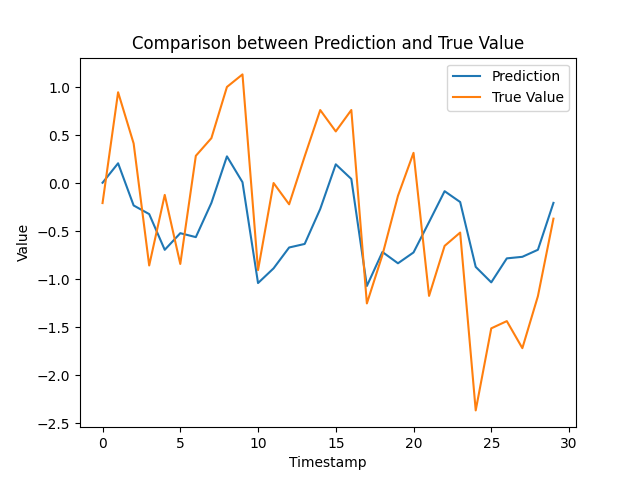 Comparison between Prediction and True Value
Prediction
True Value
1.0
0.5
0.0
−0.5
−1.0
−1.5
−2.0
−2.5
Value
0 5 10 15 20 25 30
Timestamp